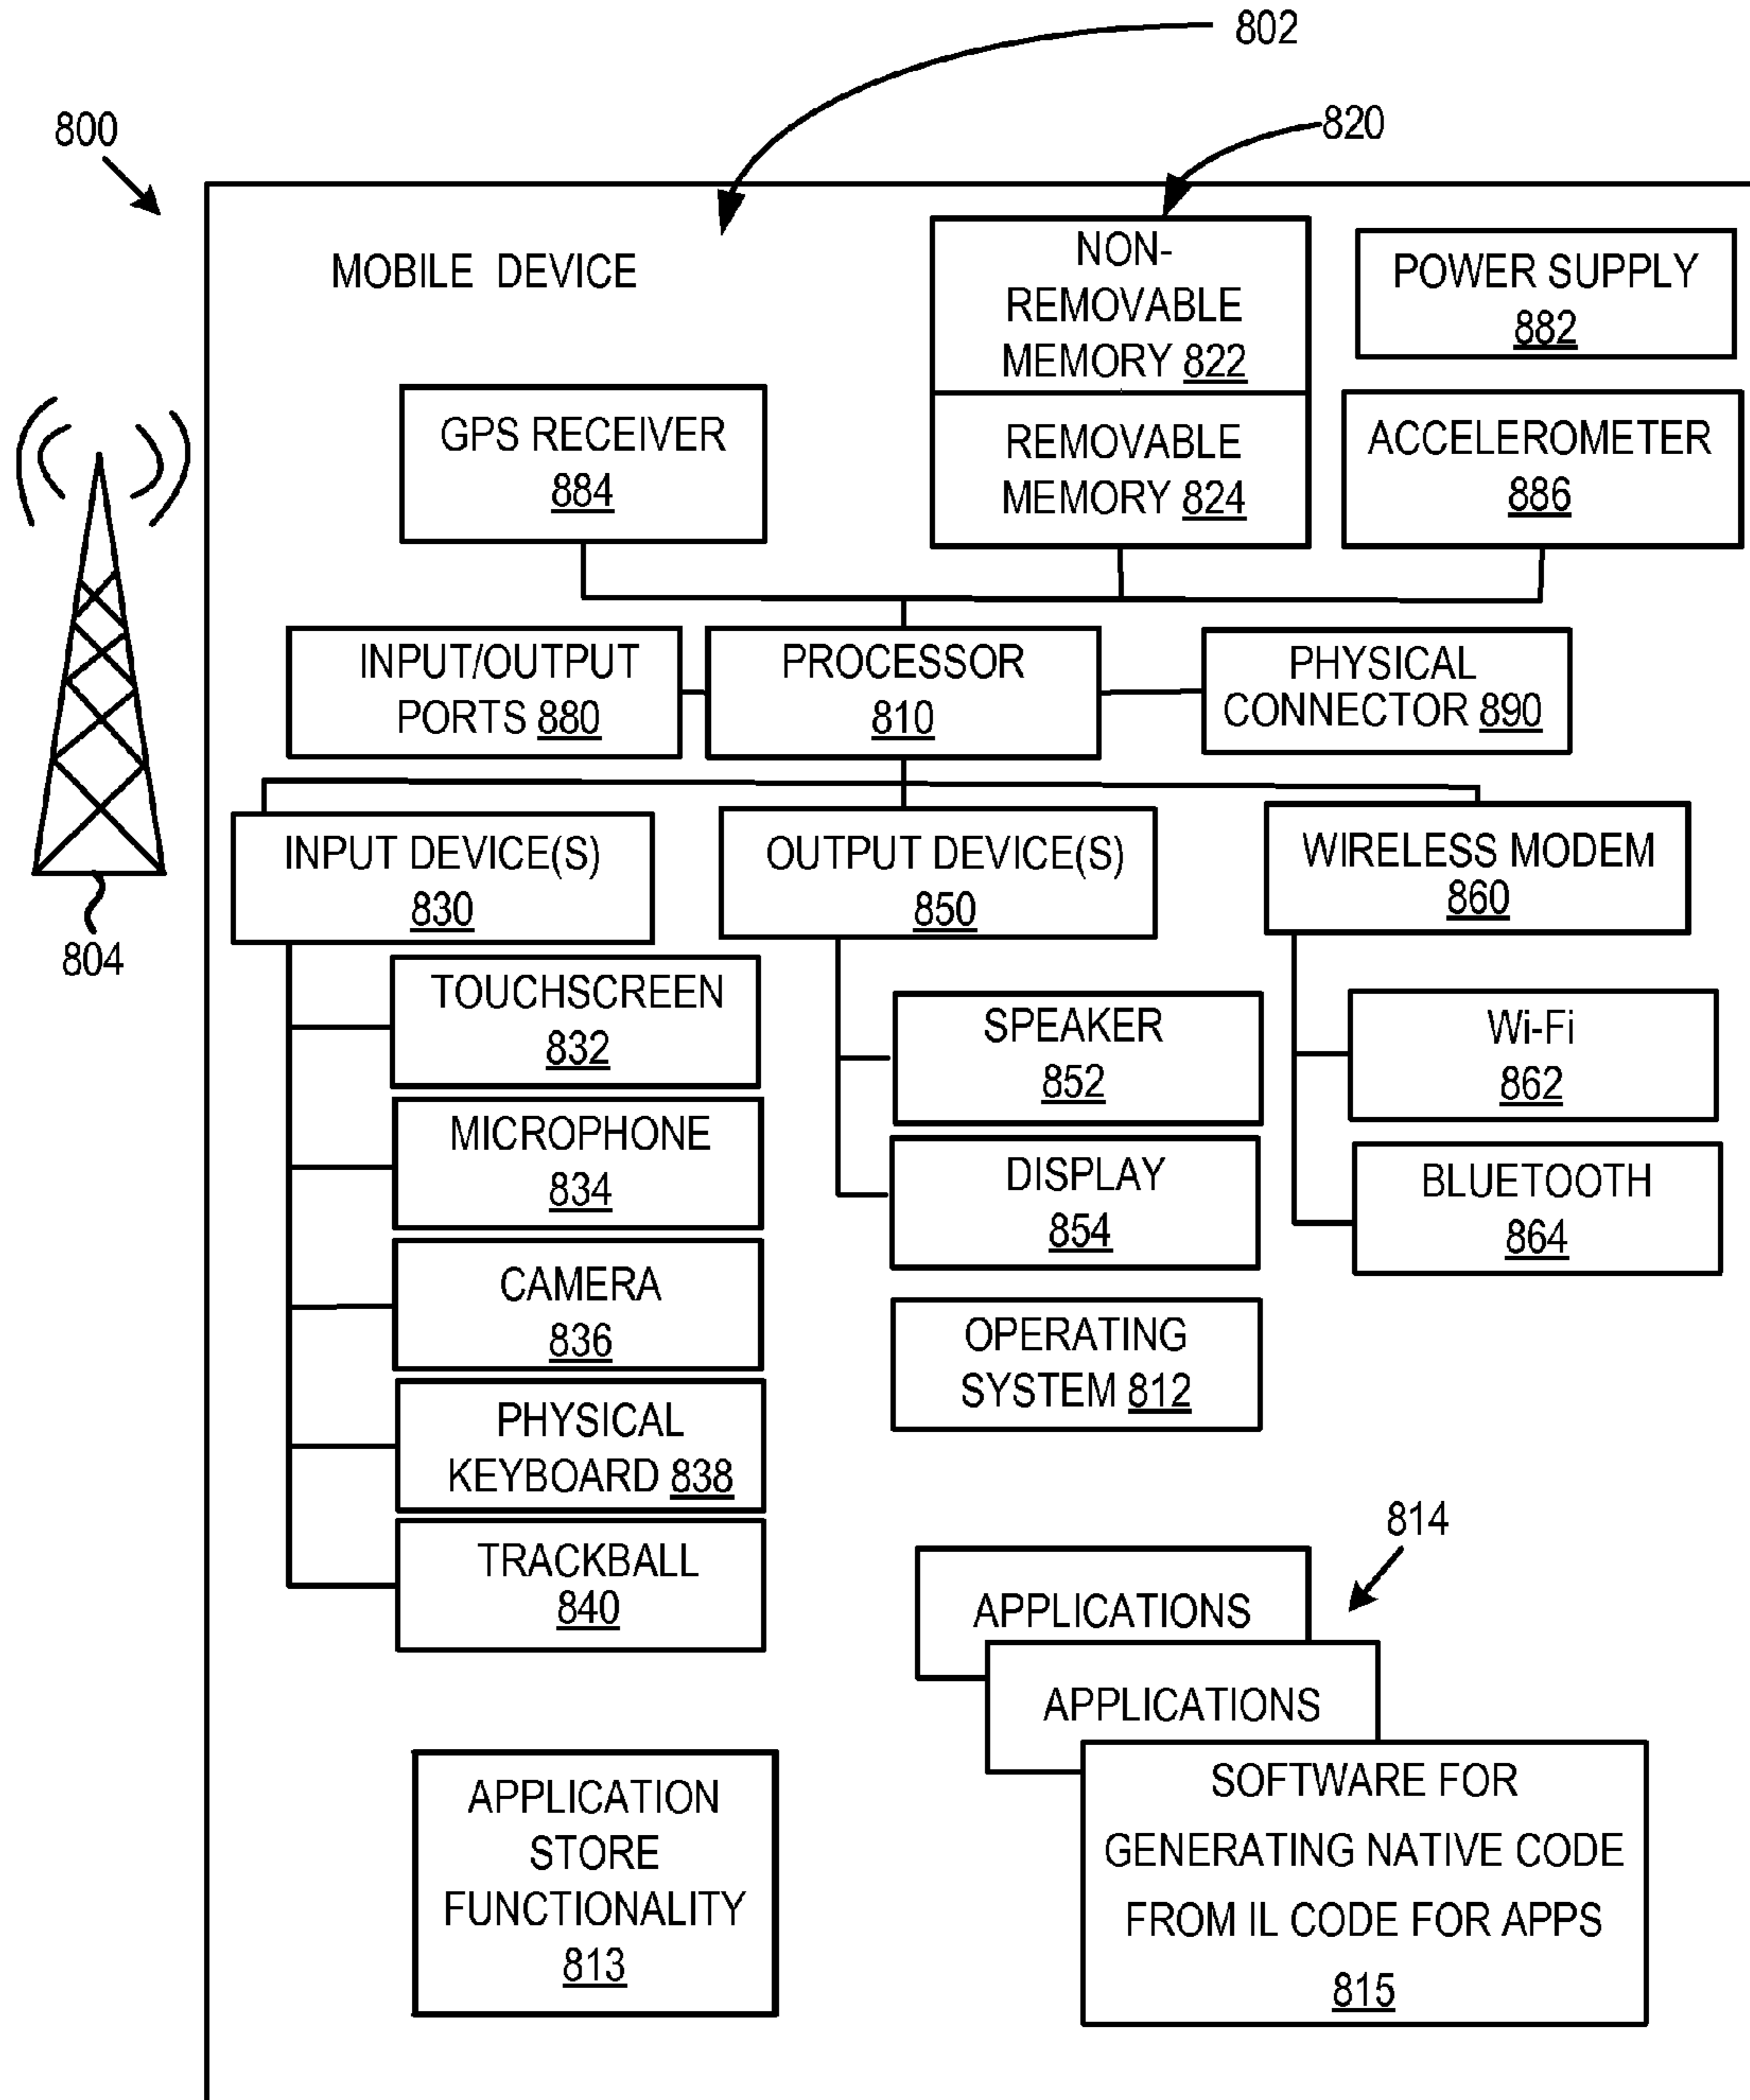 802
820
800
MOBILE DEVICE
NON-
REMOVABLE
MEMORY 822
POWER SUPPLY
882
GPS RECEIVER
884
REMOVABLE
MEMORY 824
ACCELEROMETER
886
INPUT/OUTPUT
PORTS 880
PROCESSOR
810
PHYSICAL
CONNECTOR 890
INPUT DEVICE(S)
830
OUTPUT DEVICE(S)
850
WIRELESS MODEM
860
804
TOUCHSCREEN
832
SPEAKER
852
Wi-Fi
862
MICROPHONE
834
DISPLAY
854
BLUETOOTH
864
CAMERA
836
OPERATING
SYSTEM 812
PHYSICAL
KEYBOARD 838
TRACKBALL
840
814
APPLICATIONS
APPLICATIONS
APPLICATION
STORE
FUNCTIONALITY
813
SOFTWARE FOR
GENERATING NATIVE CODE
FROM IL CODE FOR APPS
815